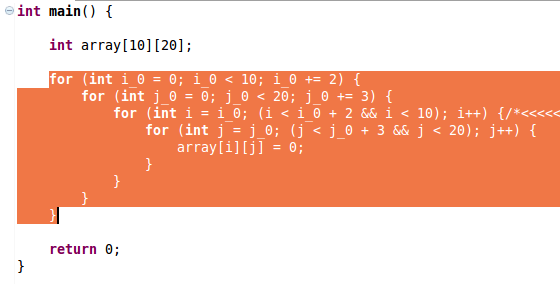 int main() {
int array[10][20];
for (int i_0 = 0; i_0 < 10; i_0 += 2) {
for (int j_0 = 0; j_0 < 20; j_0 += 3) {
for (int i = i_0; (i < i_0 + 2 && i < 10); i++) {/*<<<<<
for (int j = j_0; (j < j_0 + 3 && j < 20); j++) {
array[i][j] = 0;
}
}
}
}
return 0;
}